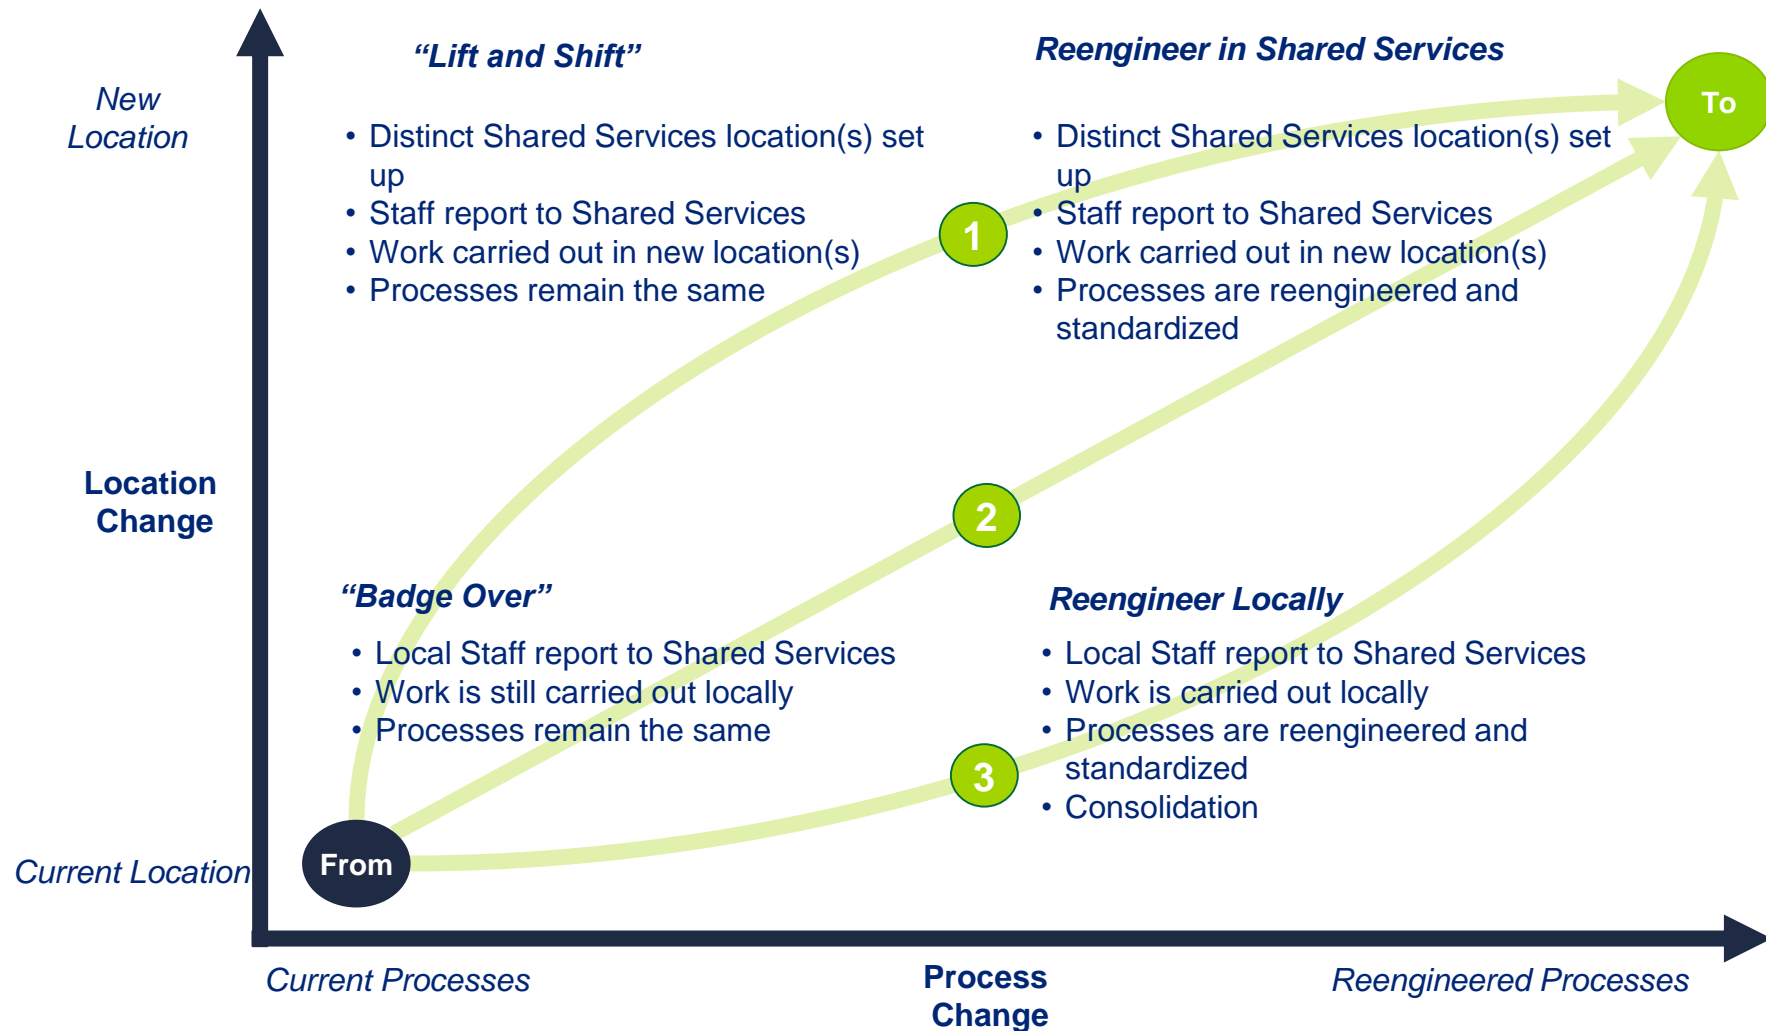 “Lift and Shift”
Reengineer in Shared Services
New
Location
To
• Distinct Shared Services location(s) set
up
• Staff report to Shared Services
• Work carried out in new location(s)
• Processes remain the same
• Distinct Shared Services location(s) set
up
• Staff report to Shared Services
• Work carried out in new location(s)
• Processes are reengineered and
standardized
1
Location
Change
2
“Badge Over”
• Local Staff report to Shared Services
• Work is still carried out locally
• Processes remain the same
Reengineer Locally
• Local Staff report to Shared Services
• Work is carried out locally
• Processes are reengineered and
standardized
• Consolidation
3
From
Current Location
Current Processes
Process
Change
Reengineered Processes